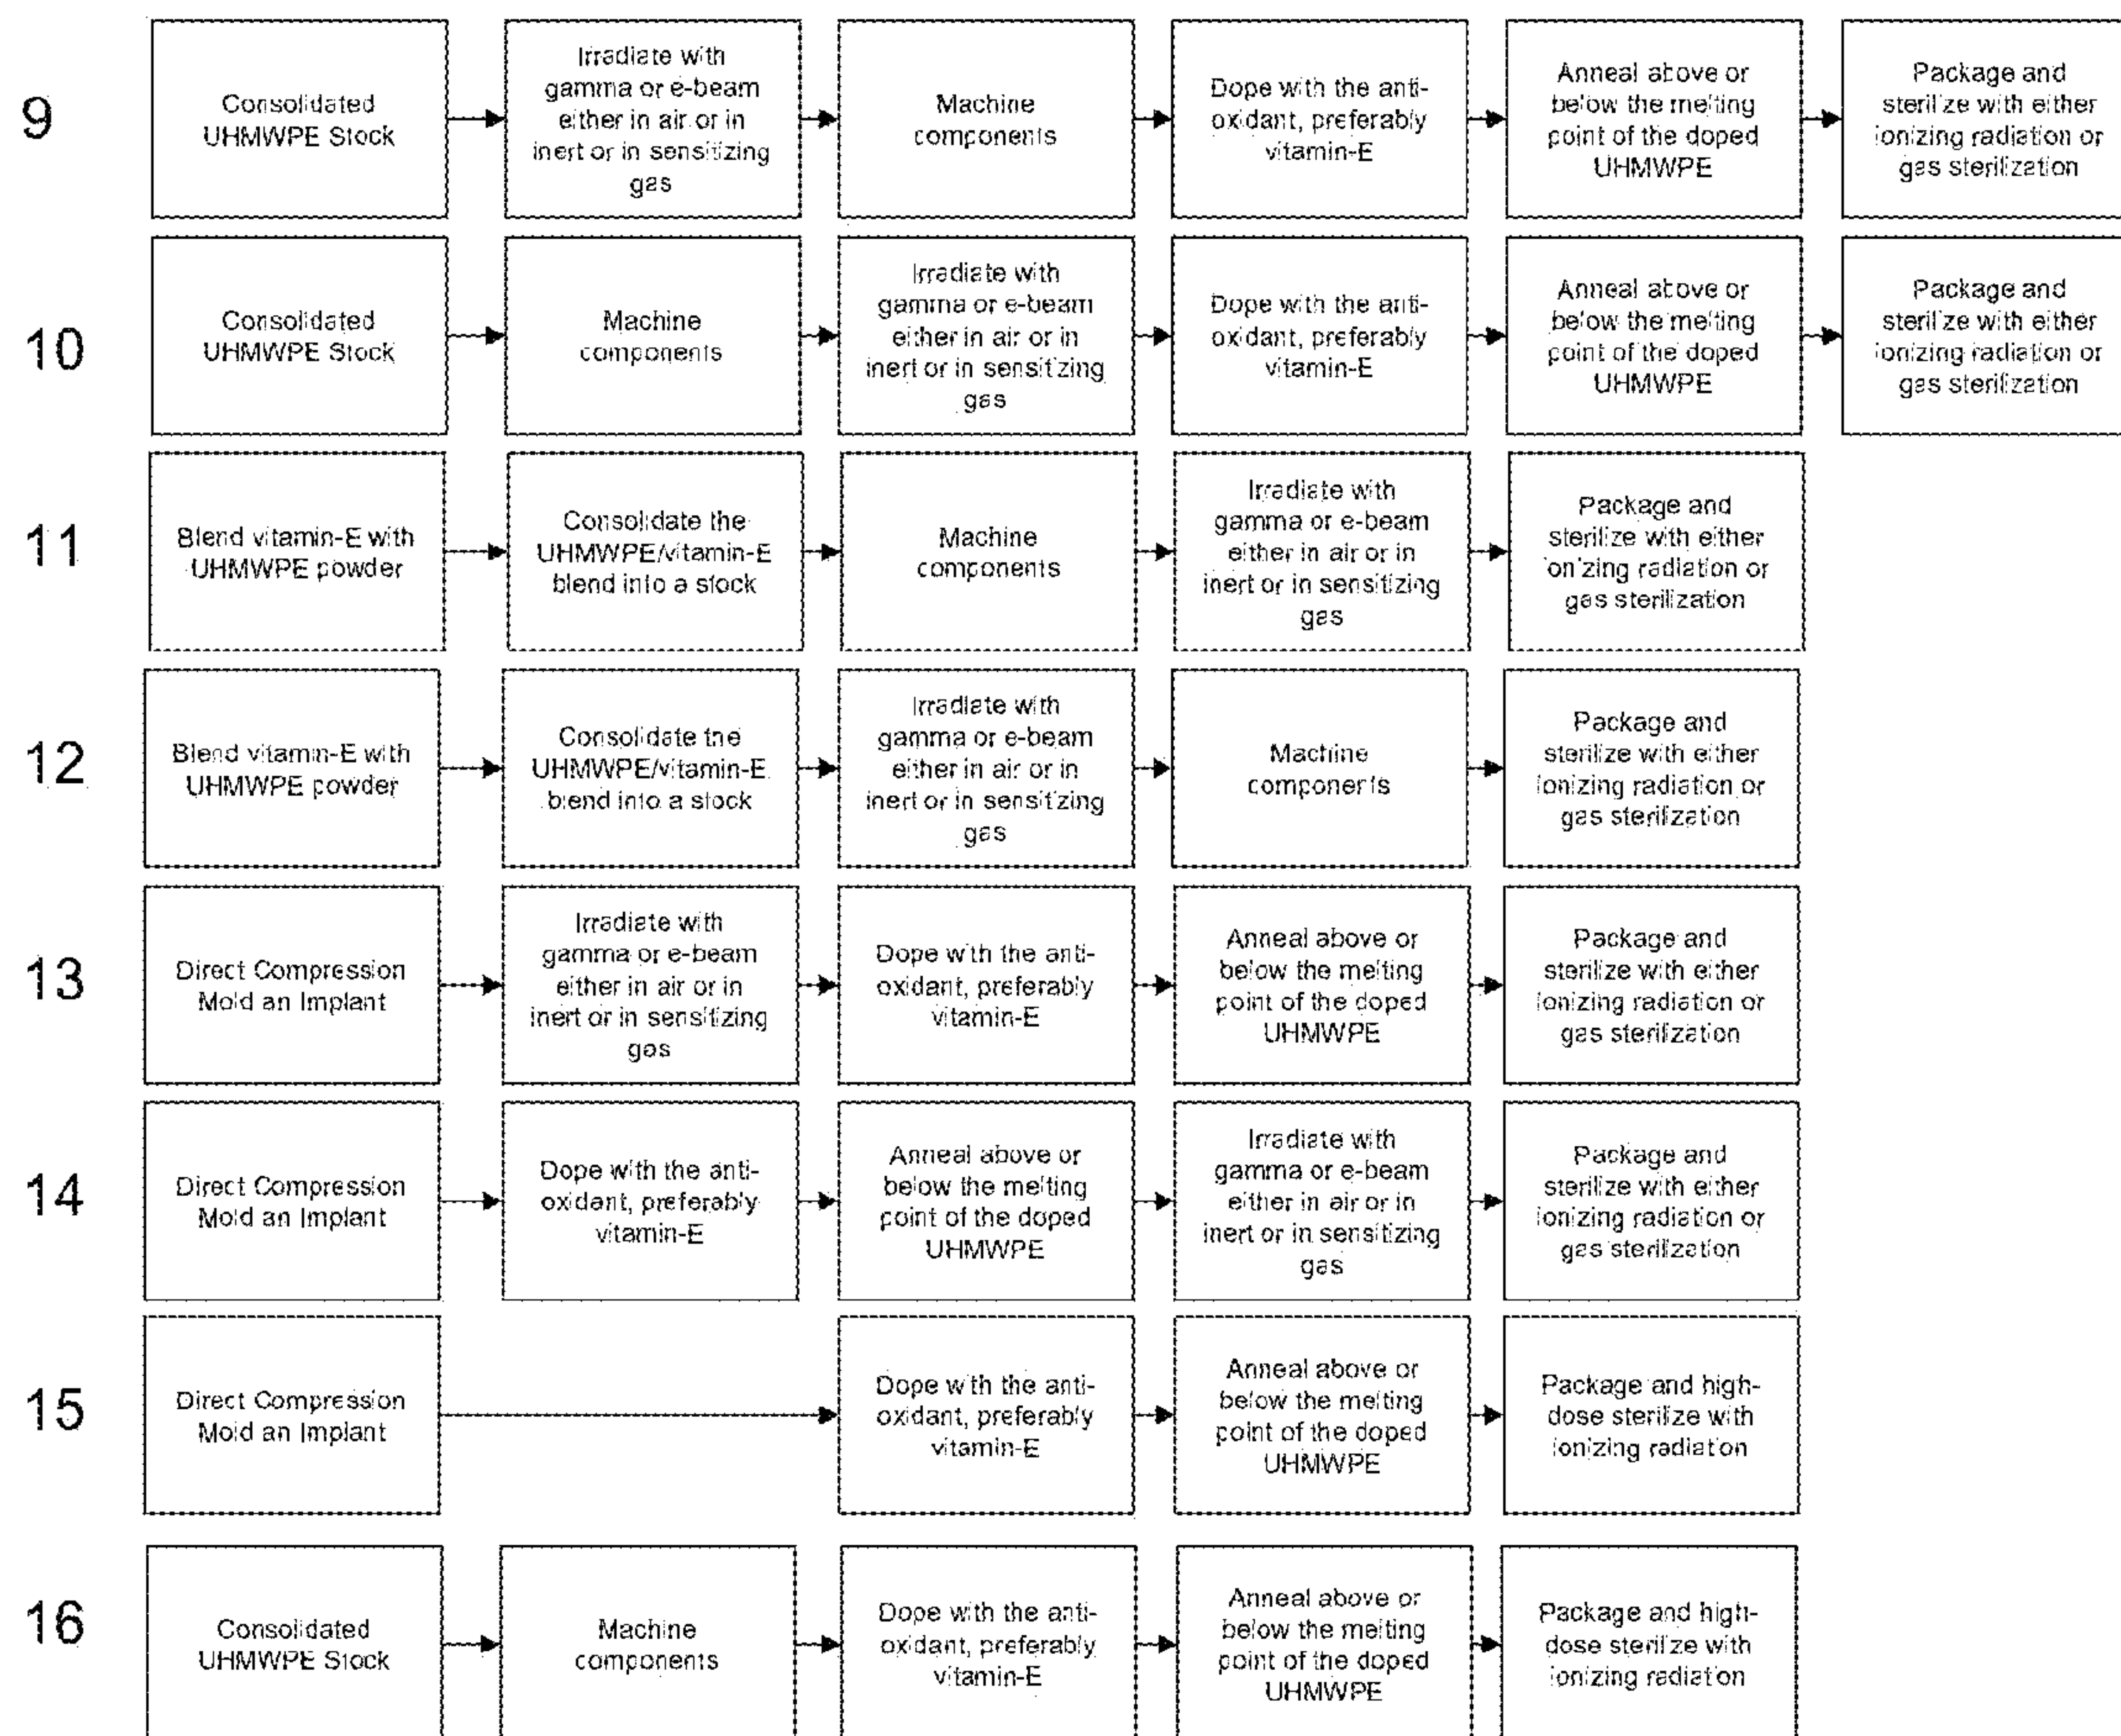 9
Consolidated
UHMWPE Stock
Irradiate with
gamma or e-beam
either in air or in
inert or in sensitizing
gas
Machine
components
Dope with the anti-
oxidant, preferably
vitamin-E
Anneal above or
below the melting
point of the doped
UHMWPE
Package and
sterilize with either
ionizing radiation or
gas sterilization
10
Consolidated
UHMWPE Stock
Machine
components
Irradiate with
gamma or e-beam
either in air or in
inert or in sensitizing
gas
Dope with the anti-
oxidant, preferably
vitamin-E
Anneal above or
below the melting
point of the doped
UHMWPE
Package and
sterilize with either
ionizing radiation or
gas sterilization
11
Blend vitamin-E with
UHMWPE powder
Consolidate the
UHMWPE/vitamin-E
blend into a stock
Machine
components
Irradiate with
gamma or e-beam
either in air or in
inert or in sensitizing
gas
Package and
sterilize with either
ionizing radiation or
gas sterilization
12
Blend vitamin-E with
UHMWPE powder
Consolidate the
UHMWPE/vitamin-E
blend into a stock
Irradiate with
gamma or e-beam
either in air or in
inert or in sensitizing
gas
Machine
components
Package and
sterilize with either
ionizing radiation or
gas sterilization
13
Direct Compression
Mold an Implant
Irradiate with
gamma or e-beam
either in air or in
inert or in sensitizing
gas
Dope with the anti-
oxidant, preferably
vitamin-E
Anneal above or
below the melting
point of the doped
UHMWPE
Package and
sterilize with either
ionizing radiation or
gas sterilization
14
Direct Compression
Mold an Implant
Dope with the anti-
oxidant, preferably
vitamin-E
Anneal above or
below the melting
point of the doped
UHMWPE
Irradiate with
gamma or e-beam
either in air or in
inert or in sensitizing
gas
Package and
sterilize with either
ionizing radiation or
gas sterilization
15
Direct Compression
Mold an Implant
Dope with the anti-
oxidant, preferably
vitamin-E
Anneal above or
below the melting
point of the doped
UHMWPE
Package and high-
dose sterilize with
ionizing radiation
16
Consolidated
UHMWPE Stock
Machine
components
Dope with the anti-
oxidant, preferably
vitamin-E
Anneal above or
below the melting
point of the doped
UHMWPE
Package and high-
dose sterilize with
ionizing radiation